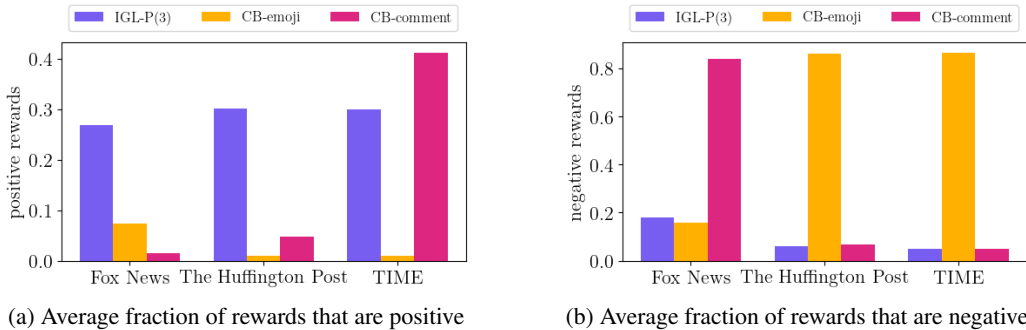 IGL-P(3) CB-emoji CB-comment
positive rewards
0.4
0.3
0.2
0.1
0.0
Fox News The Huffington Post TIME
(a) Average fraction of rewards that are positive
IGL-P(3) CB-emoji CB-comment
negative rewards
0.8
0.6
0.4
0.2
0.0
Fox News The Huffington Post TIME
(b) Average fraction of rewards that are negative